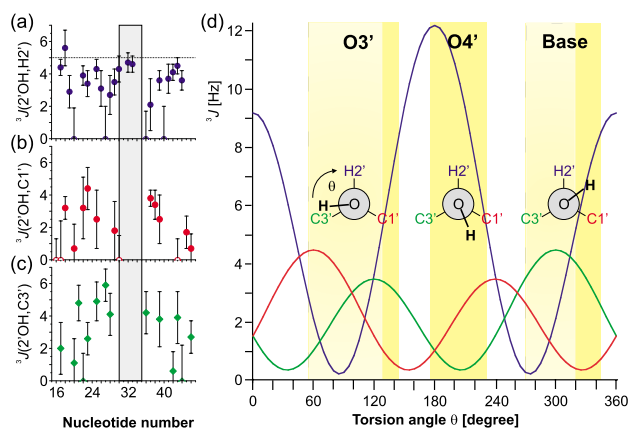 (a)
³J(2'OH,H2')
6
4
2
0
(b)
³J(2'OH,C1')
6
4
2
0
(c)
³J(2'OH,C3')
6
4
2
0
16 24 32 40
Nucleotide number
(d)
O3' O4' Base
³J [Hz]
12
10
8
6
4
2
0
H2' H2' H2'
θ
H O O O H
C3' C1' C3' C1' C3' C1'
H
0 60 120 180 240 300 360
Torsion angle θ [degree]